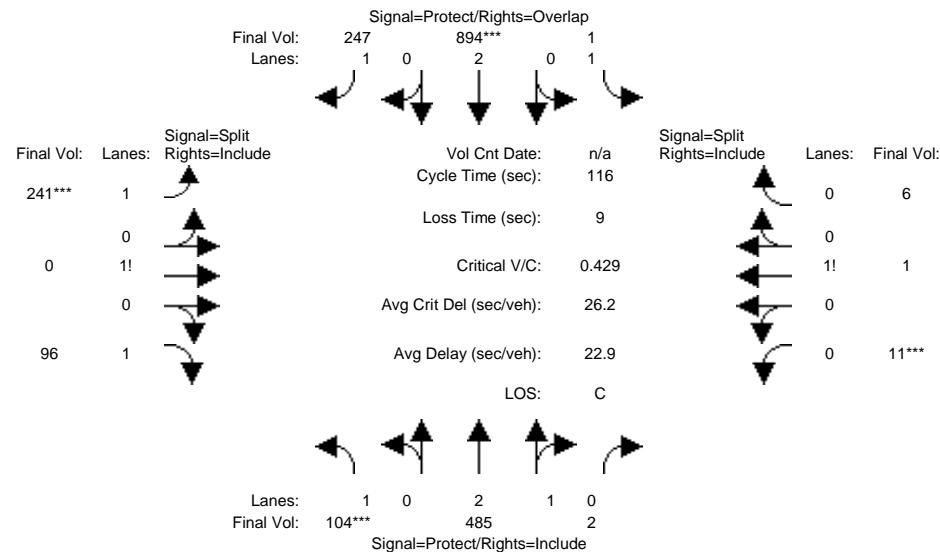 Signal=Protect/Rights=Overlap
Final Vol: 247 894*** 1
Lanes: 1 0 2 0 1
Signal=Split Signal=Split
Final Vol: Lanes: Rights=Include Vol Cnt Date: n/a Rights=Include Lanes: Final Vol:
Cycle Time (sec): 116
241*** 1 0 6
Loss Time (sec): 9
0 0
0 1! Critical V/C: 0.429 1! 1
0 Avg Crit Del (sec/veh): 26.2 0
96 1 Avg Delay (sec/veh): 22.9 0 11***
LOS: C
Lanes: 1 0 2 1 0
Final Vol: 104*** 485 2
Signal=Protect/Rights=Include